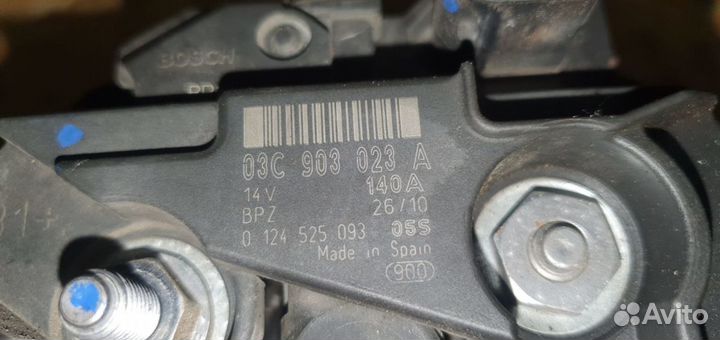 BOSCH
03C 903 023 A
14V 140A
BPZ 26/10
0 124 525 093 05S
Made in Spain
900
Avito